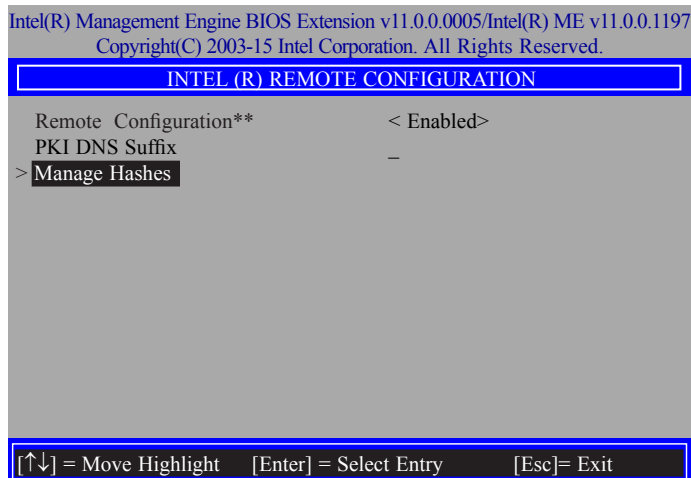 Intel(R) Management Engine BIOS Extension v11.0.0.0005/Intel(R) ME v11.0.0.1197
Copyright(C) 2003-15 Intel Corporation. All Rights Reserved.
INTEL (R) REMOTE CONFIGURATION
Remote Configuration** < Enabled>
PKI DNS Suffix _
> Manage Hashes
[↑↓] = Move Highlight [Enter] = Select Entry [Esc]= Exit